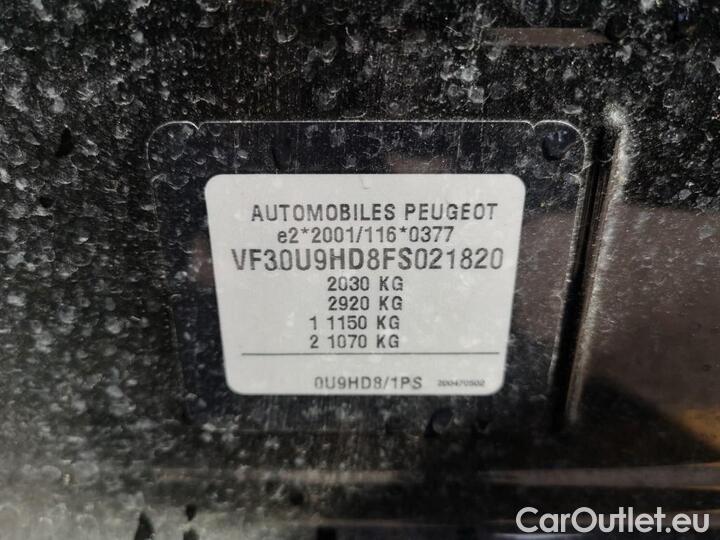 AUTOMOBILES PEUGEOT
e2*2001/116*0377
VF30U9HD8FS021820
2030 KG
2920 KG
1 1150 KG
2 1070 KG
0U9HD8/1PS 200470502
CarOutlet.eu